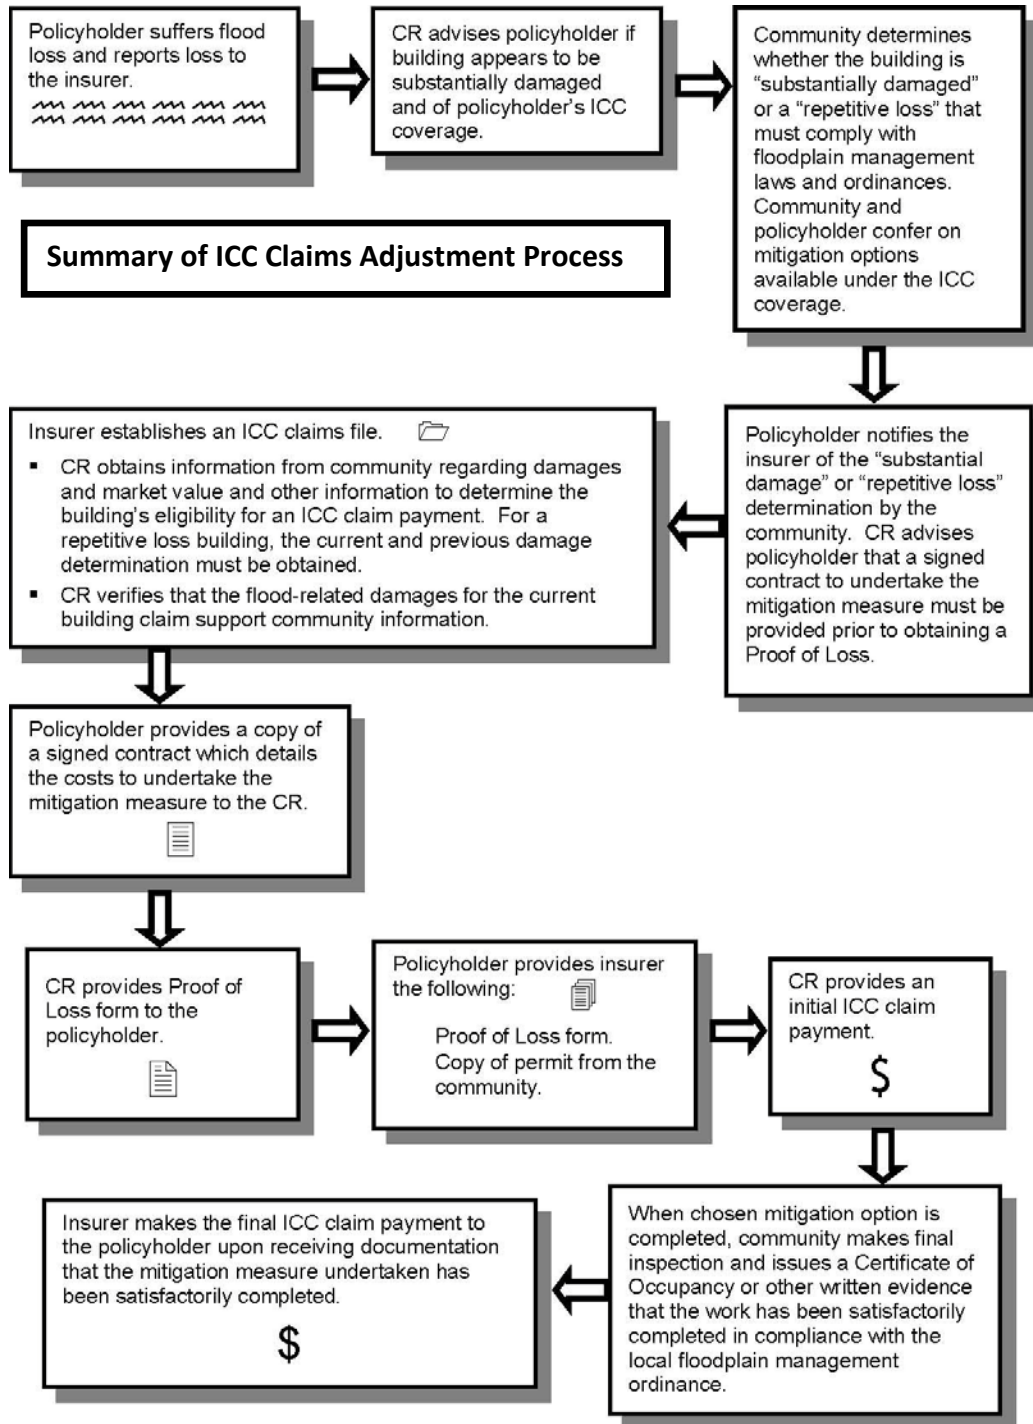 Policyholder suffers flood
loss and reports loss to
the insurer.
CR advises policyholder if
building appears to be
substantially damaged
and of policyholder's ICC
coverage.
Community determines
whether the building is
“substantially damaged”
or a “repetitive loss” that
must comply with
floodplain management
laws and ordinances.
Community and
policyholder confer on
mitigation options
available under the ICC
coverage.
Summary of ICC Claims Adjustment Process
Policyholder notifies the
insurer of the “substantial
damage” or “repetitive loss”
determination by the
community.  CR advises
policyholder that a signed
contract to undertake the
mitigation measure must be
provided prior to obtaining a
Proof of Loss.
Insurer establishes an ICC claims file.
▪ CR obtains information from community regarding damages
and market value and other information to determine the
building's eligibility for an ICC claim payment.  For a
repetitive loss building, the current and previous damage
determination must be obtained.
▪ CR verifies that the flood-related damages for the current
building claim support community information.
Policyholder provides a copy of
a signed contract which details
the costs to undertake the
mitigation measure to the CR.
CR provides Proof of
Loss form to the
policyholder.
Policyholder provides insurer
the following:
Proof of Loss form.
Copy of permit from the
community.
CR provides an
initial ICC claim
payment.
$
When chosen mitigation option is
completed, community makes final
inspection and issues a Certificate of
Occupancy or other written evidence
that the work has been satisfactorily
completed in compliance with the
local floodplain management
ordinance.
Insurer makes the final ICC claim payment to
the policyholder upon receiving documentation
that the mitigation measure undertaken has
been satisfactorily completed.
$